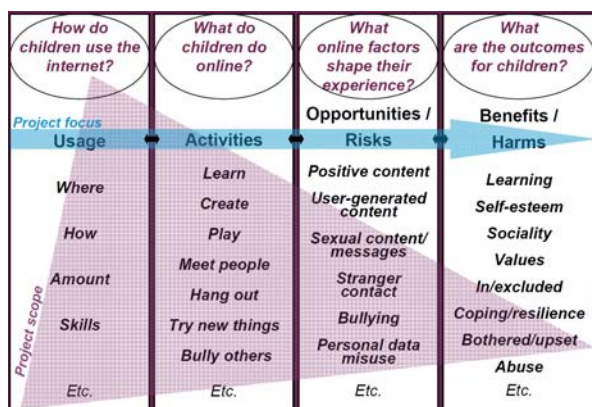 How do
children use the
internet?
What do
children do
online?
What
online factors
shape their
experience?
What
are the outcomes
for children?
Project focus
Usage
Where
How
Amount
Skills
Etc.
Activities
Learn
Create
Play
Meet people
Hang out
Try new things
Bully others
Etc.
Opportunities /
Risks
Positive content
User-generated
content
Sexual content/
messages
Stranger
contact
Bullying
Personal data
misuse
Etc.
Benefits /
Harms
Learning
Self-esteem
Sociality
Values
In/excluded
Coping/resilience
Bothered/upset
Abuse
Etc.
Project scope